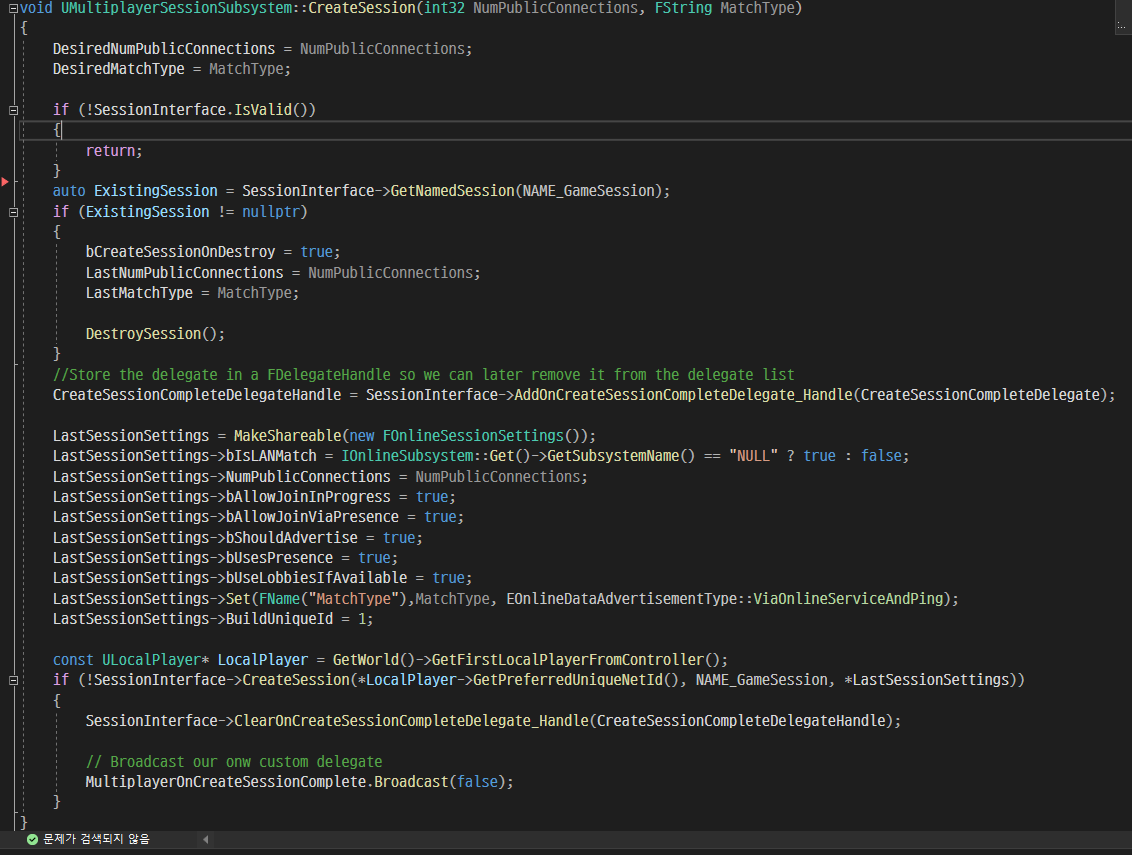 void UMultiplayerSessionSubsystem::CreateSession(int32 NumPublicConnections, FString MatchType)
{
DesiredNumPublicConnections = NumPublicConnections;
DesiredMatchType = MatchType;
if (!SessionInterface.IsValid())
{
return;
}
auto ExistingSession = SessionInterface->GetNamedSession(NAME_GameSession);
if (ExistingSession != nullptr)
{
bCreateSessionOnDestroy = true;
LastNumPublicConnections = NumPublicConnections;
LastMatchType = MatchType;
DestroySession();
}
//Store the delegate in a FDelegateHandle so we can later remove it from the delegate list
CreateSessionCompleteDelegateHandle = SessionInterface->AddOnCreateSessionCompleteDelegate_Handle(CreateSessionCompleteDelegate);
LastSessionSettings = MakeShareable(new FOnlineSessionSettings());
LastSessionSettings->bIsLANMatch = IOnlineSubsystem::Get()->GetSubsystemName() == "NULL" ? true : false;
LastSessionSettings->NumPublicConnections = NumPublicConnections;
LastSessionSettings->bAllowJoinInProgress = true;
LastSessionSettings->bAllowJoinViaPresence = true;
LastSessionSettings->bShouldAdvertise = true;
LastSessionSettings->bUsesPresence = true;
LastSessionSettings->bUseLobbiesIfAvailable = true;
LastSessionSettings->Set(FName("MatchType"),MatchType, EOnlineDataAdvertisementType::ViaOnlineServiceAndPing);
LastSessionSettings->BuildUniqueId = 1;
const ULocalPlayer* LocalPlayer = GetWorld()->GetFirstLocalPlayerFromController();
if (!SessionInterface->CreateSession(*LocalPlayer->GetPreferredUniqueNetId(), NAME_GameSession, *LastSessionSettings))
{
SessionInterface->ClearOnCreateSessionCompleteDelegate_Handle(CreateSessionCompleteDelegateHandle);
// Broadcast our onw custom delegate
MultiplayerOnCreateSessionComplete.Broadcast(false);
}
}
문제가 검색되지 않음